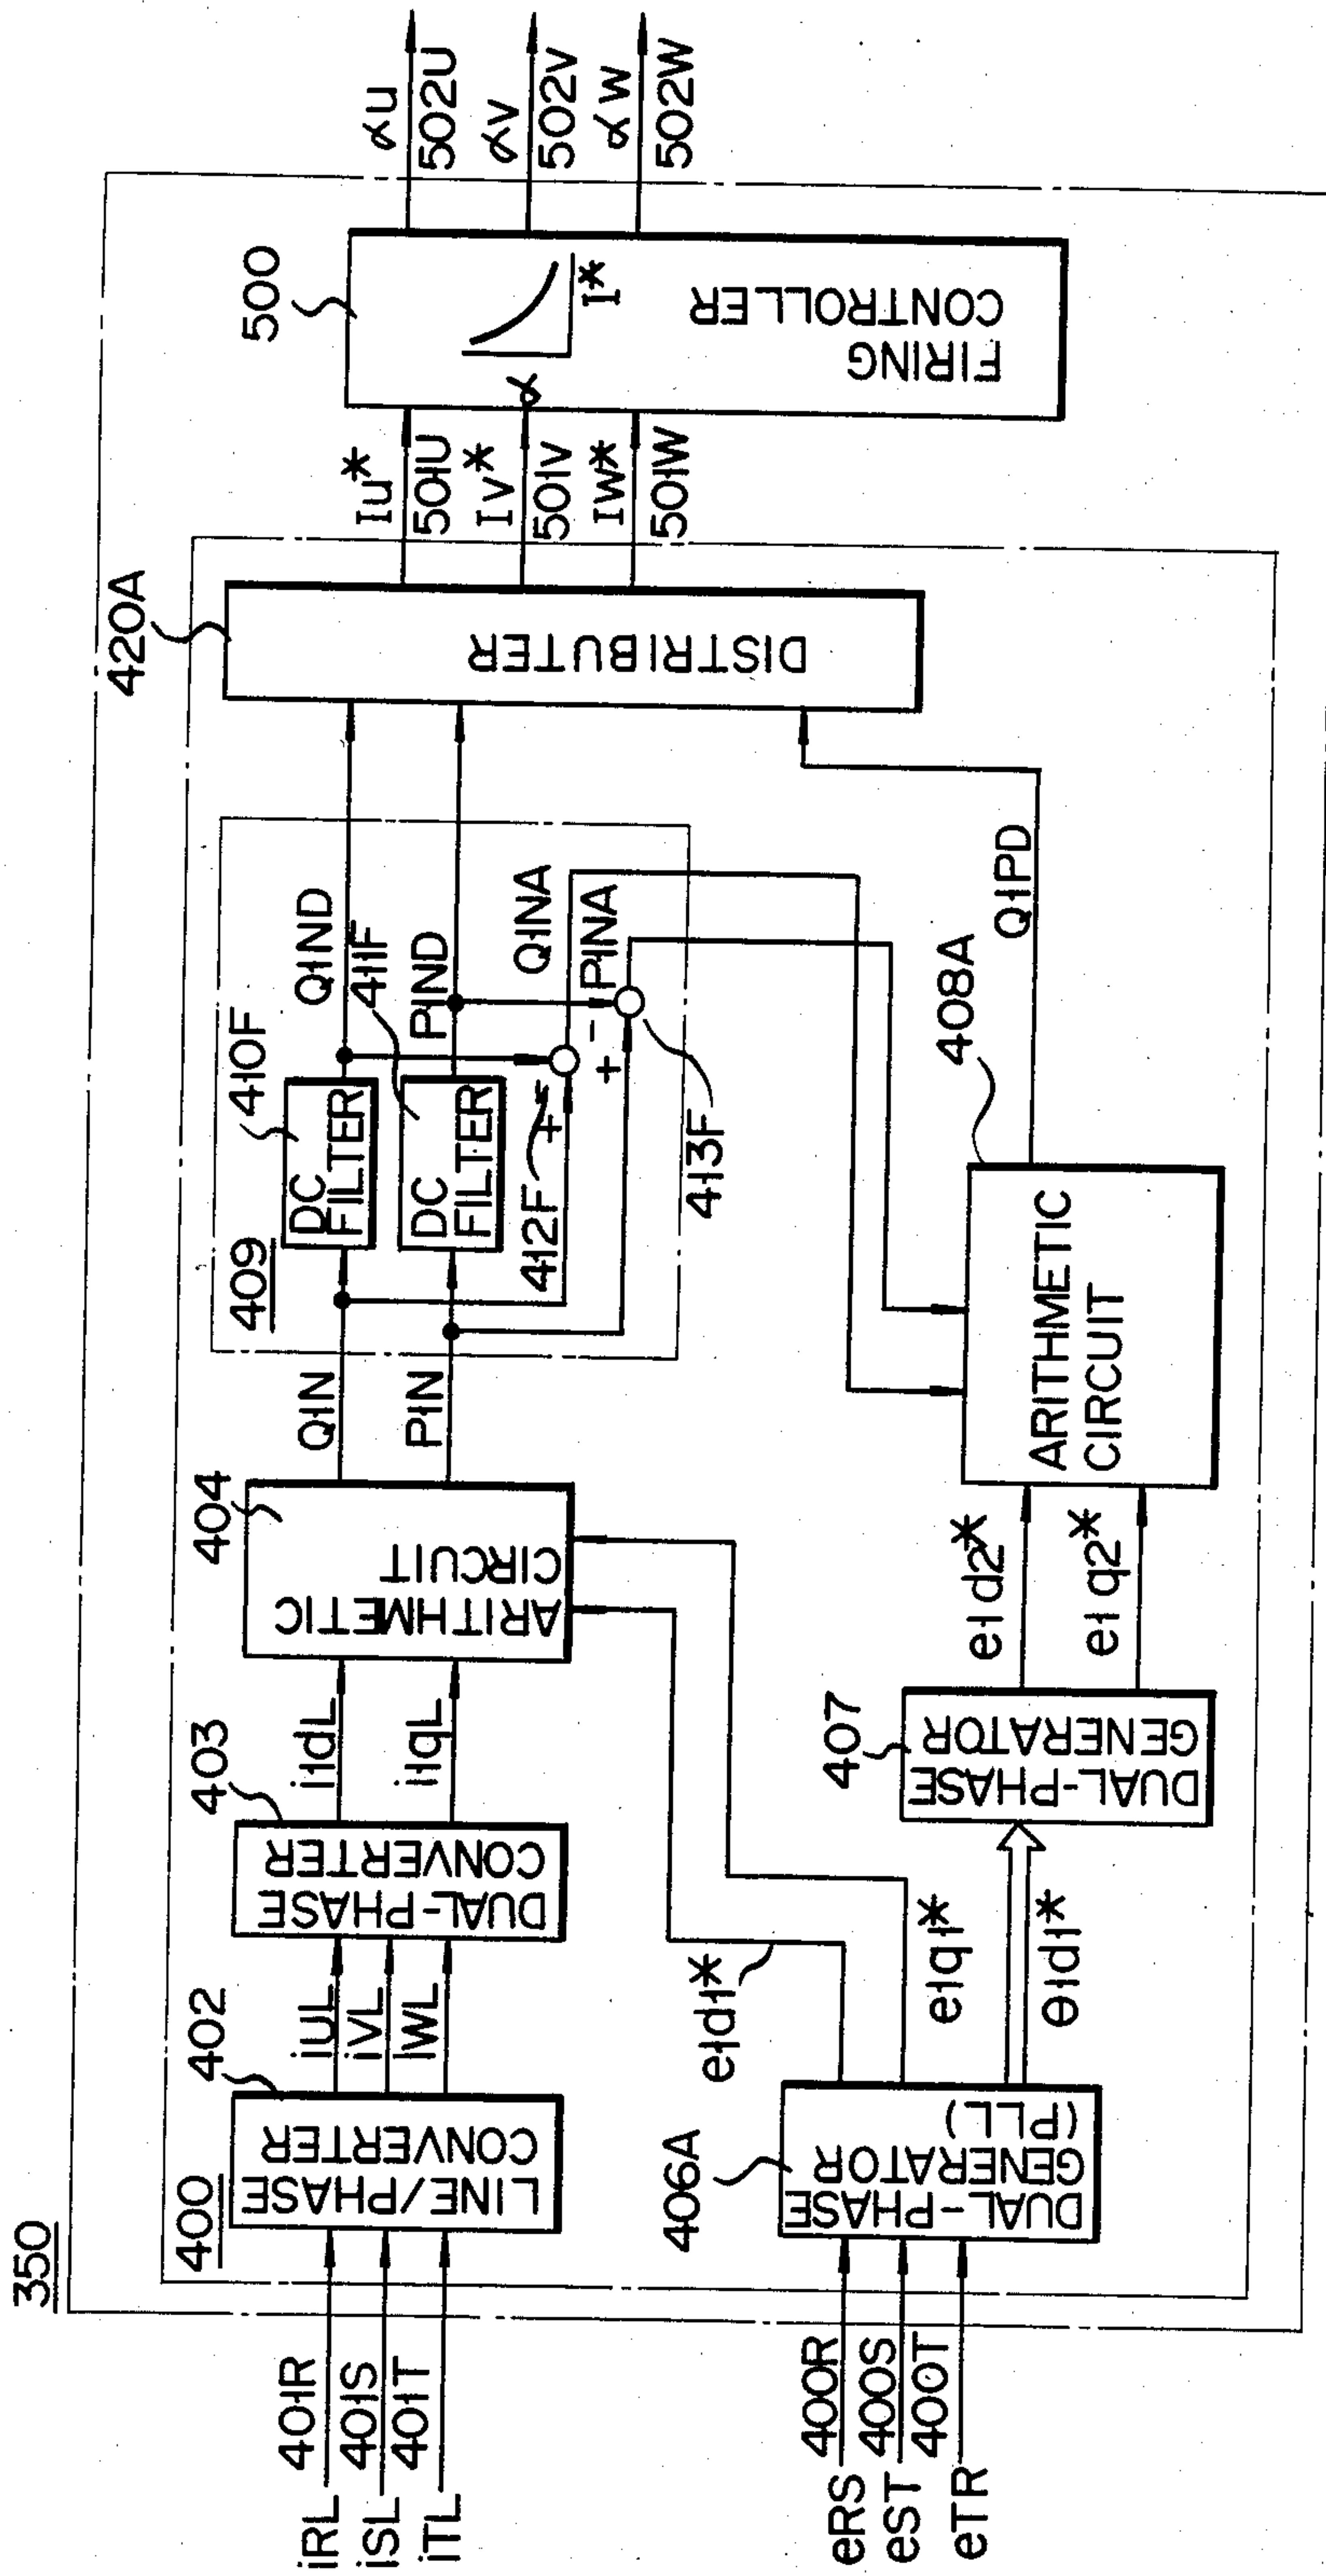 350
400
402
403
404
409
410F
411F
412F
413F
420A
500
iRL
401R
iSL
401S
iTL
401T
LINE/PHASE
CONVERTER
iUL
iVL
iWL
DUAL-PHASE
CONVERTER
i1dL
i1qL
ARITHMETIC
CIRCUIT
Q1N
P1N
DC
FILTER
DC
FILTER
Q1ND
P1ND
+
-
+
-
Q1NA
P1NA
DISTRIBUTER
Iu*
501U
Iv*
501V
Iw*
501W
α
I*
FIRING
CONTROLLER
αu
502U
αv
502V
αw
502W
eRS
400R
eST
400S
eTR
400T
406A
DUAL-PHASE
GENERATOR
(PLL)
e1d1*
e1q1*
θ1d1*
407
DUAL-PHASE
GENERATOR
e1d2*
e1q2*
408A
ARITHMETIC
CIRCUIT
Q1PD